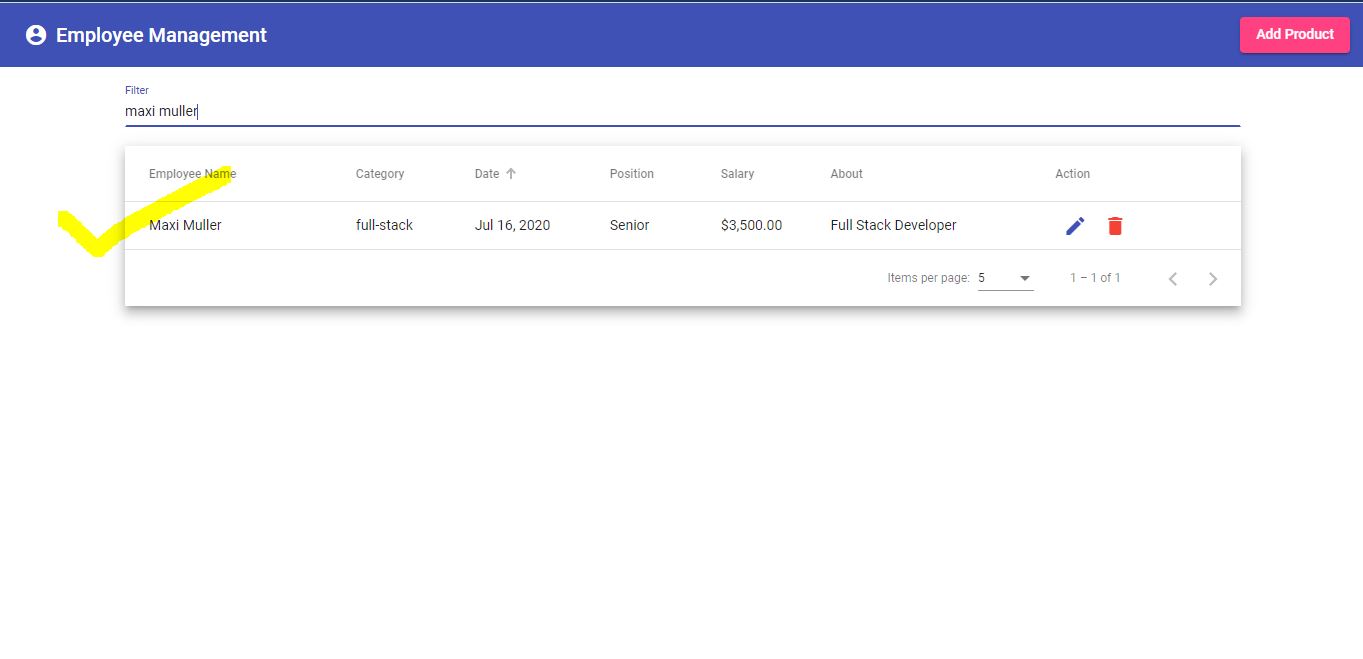 Employee Management Add Product
Filter
maxi muller
Employee Name Category Date Position Salary About Action
Maxi Muller full-stack Jul 16, 2020 Senior $3,500.00 Full Stack Developer
Items per page: 5 1 – 1 of 1